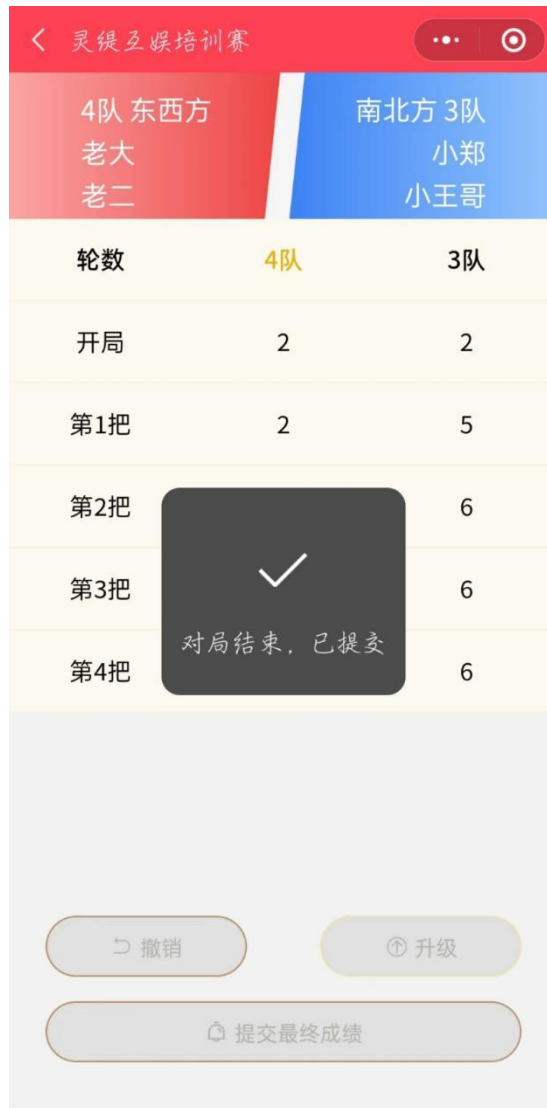 灵缇互娱培训赛
4队 东西方
老大
老二
南北方 3队
小郑
小王哥
轮数 4队 3队
开局 2 2
第1把 2 5
第2把 6
第3把 6
对局结束，已提交
第4把 6
撤销 升级
提交最终成绩